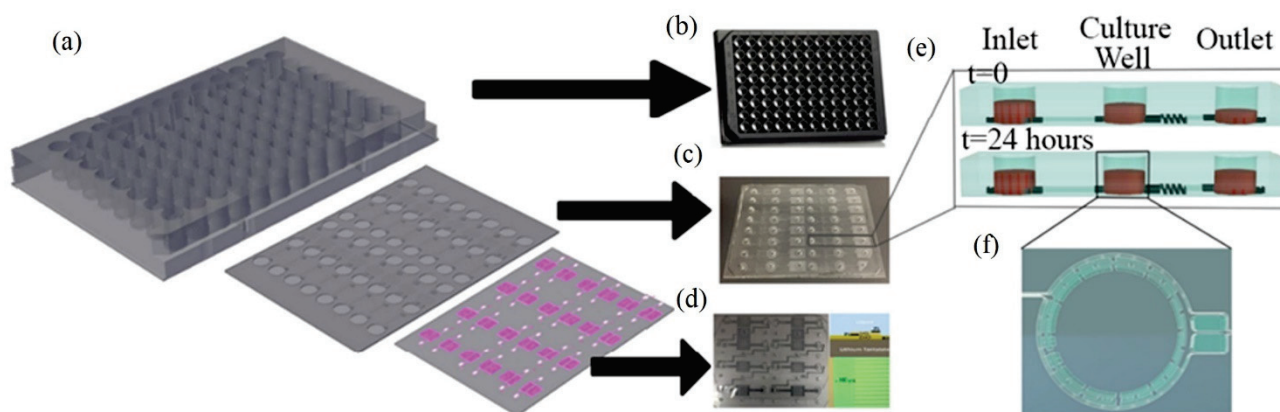 (a)
(b)
(c)
(d)
(e)
Inlet
Culture
Well
Outlet
t=0
t=24 hours
(f)